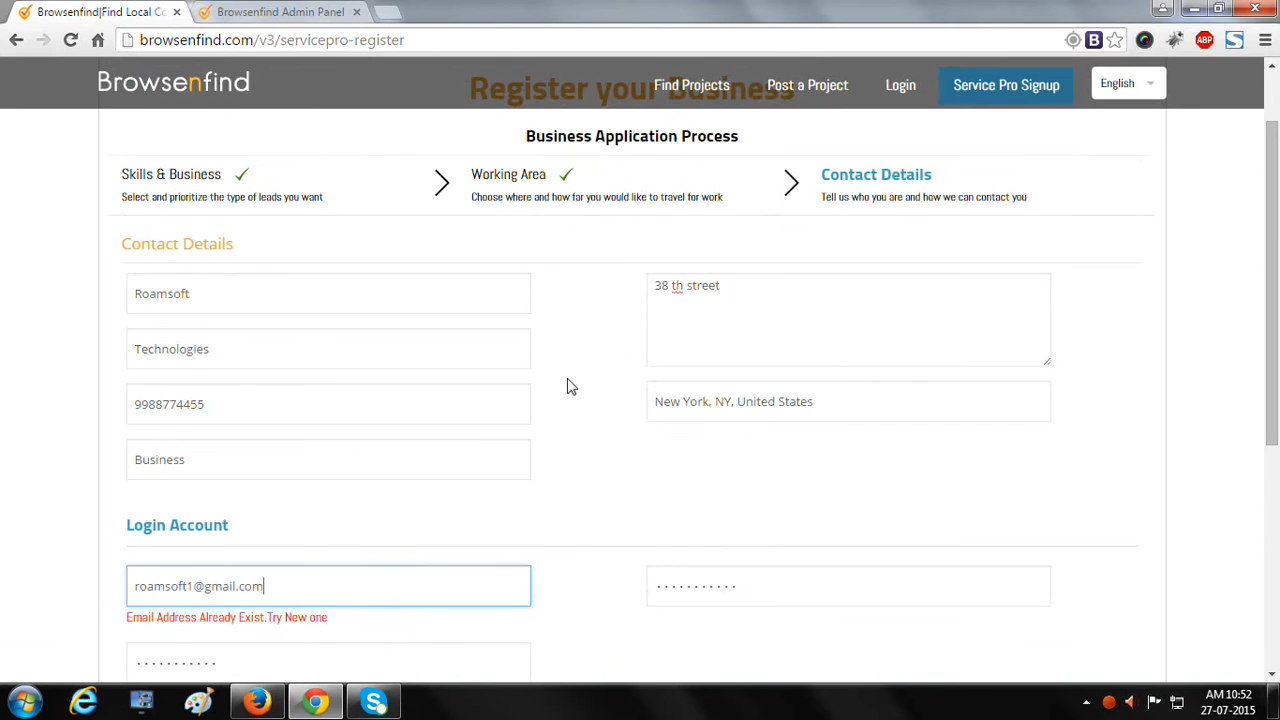 Browsenfind|Find Local Co
Browsenfind Admin Panel
browsenfind.com/v3/servicepro-register
B
ABP
S
Browsenfind
Find Projects
Post a Project
Login
Service Pro Signup
English
Register your Business
Business Application Process
Skills & Business
Select and prioritize the type of leads you want
Working Area
Choose where and how far you would like to travel for work
Contact Details
Tell us who you are and how we can contact you
Contact Details
Roamsoft
38 th street
Technologies
9988774455
New York, NY, United States
Business
Login Account
roamsoft1@gmail.com
Email Address Already Exist.Try New one
AM 10:52
27-07-2015